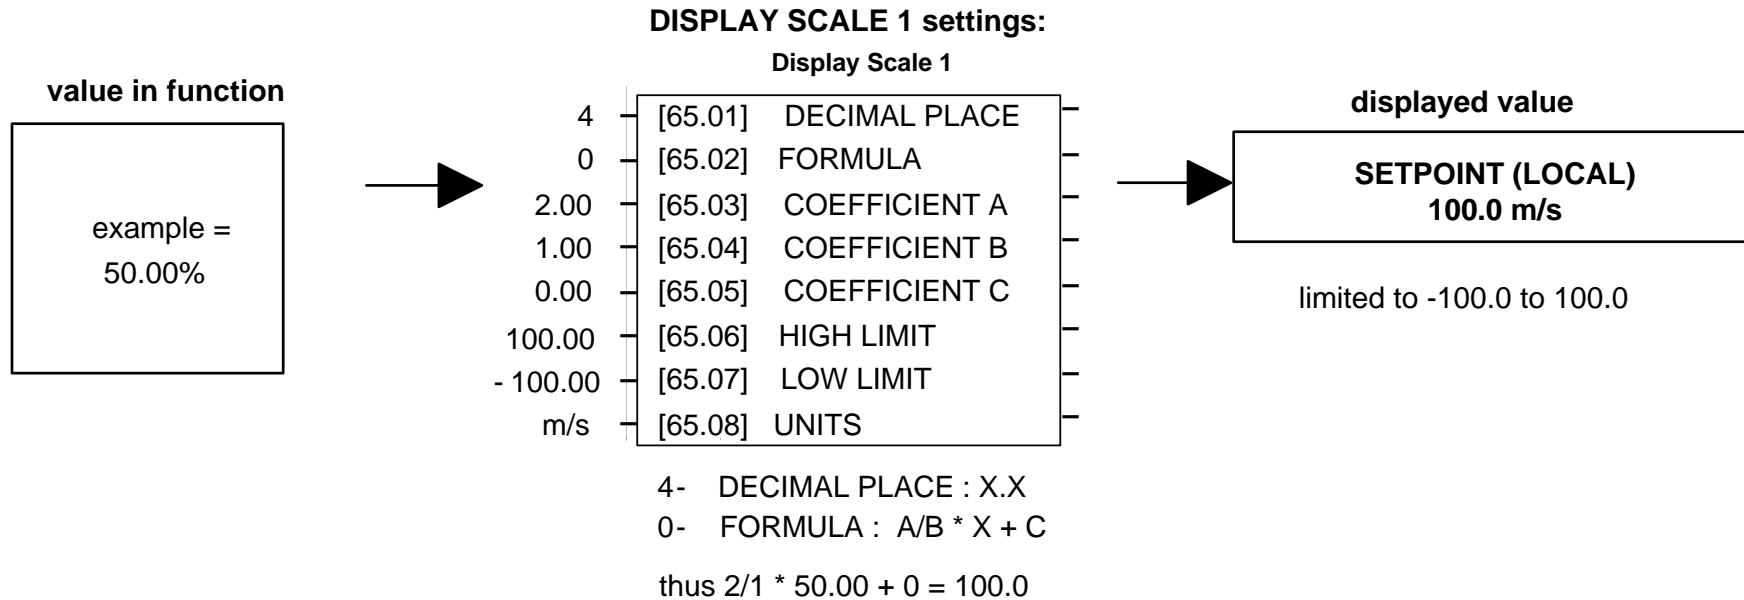 DISPLAY SCALE 1 settings:
Display Scale 1
value in function
example =
50.00%
4 [65.01] DECIMAL PLACE
0 [65.02] FORMULA
2.00 [65.03] COEFFICIENT A
1.00 [65.04] COEFFICIENT B
0.00 [65.05] COEFFICIENT C
100.00 [65.06] HIGH LIMIT
- 100.00 [65.07] LOW LIMIT
m/s [65.08] UNITS
4- DECIMAL PLACE : X.X
0- FORMULA : A/B * X + C
thus 2/1 * 50.00 + 0 = 100.0
displayed value
SETPOINT (LOCAL)
100.0 m/s
limited to -100.0 to 100.0